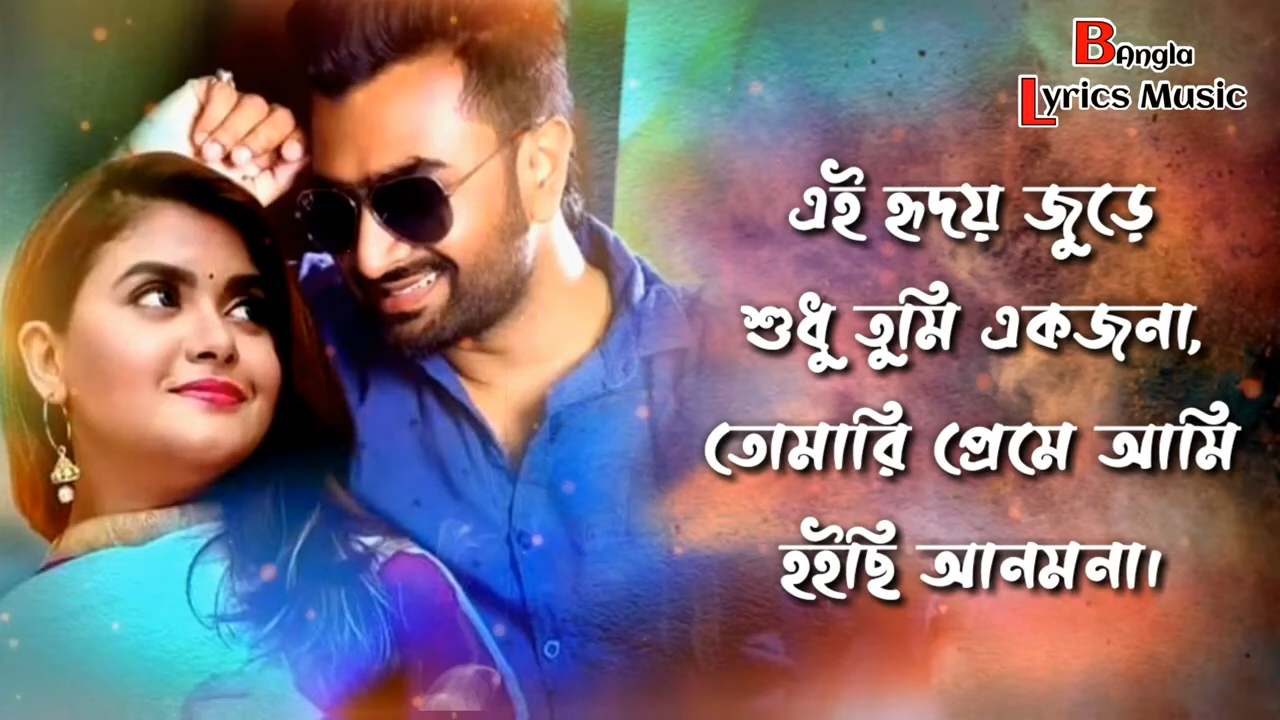 BAngla
Lyrics Music
এই হৃদয় জুড়ে
শুধু তুমি একজনা,
তোমারি প্রেমে আমি
হইছি আনমনা।